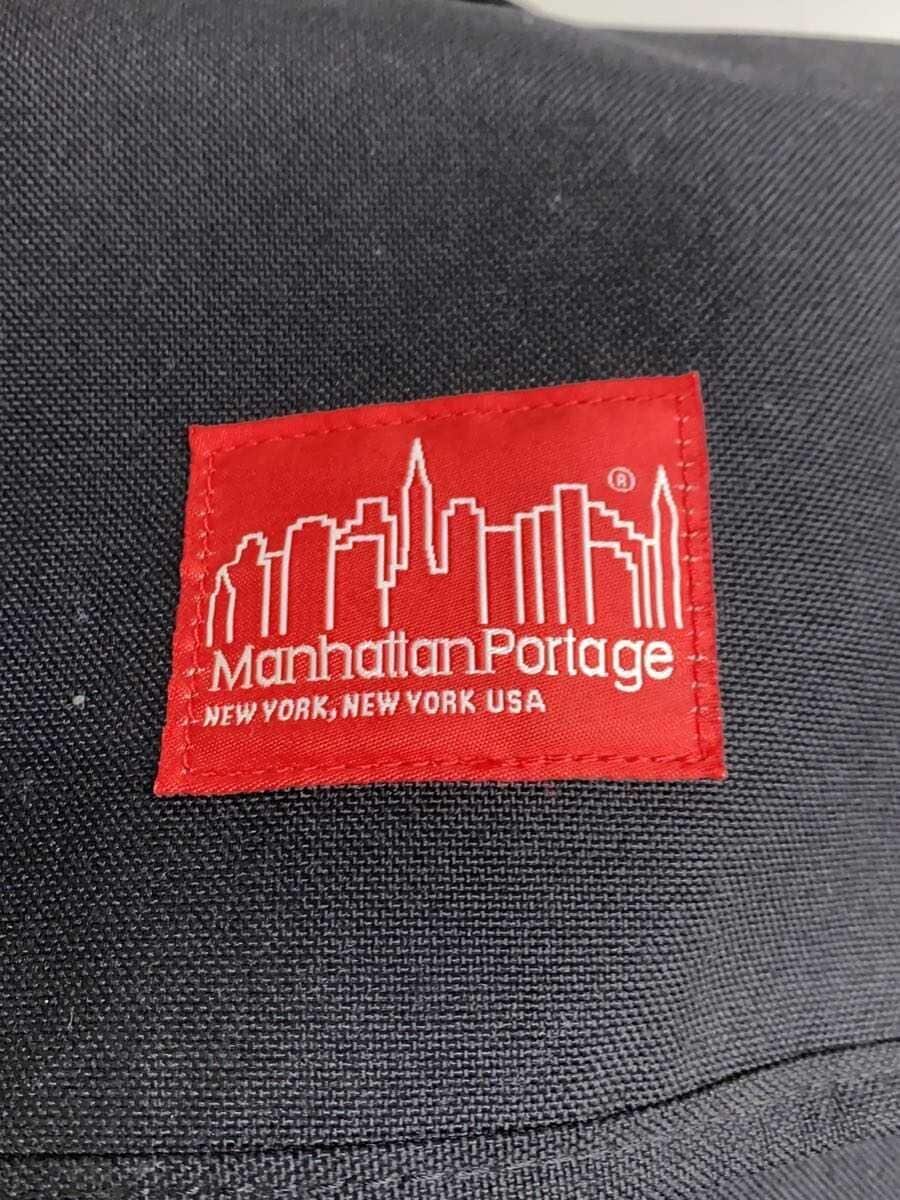 ®
ManhattanPortage
NEW YORK, NEW YORK USA